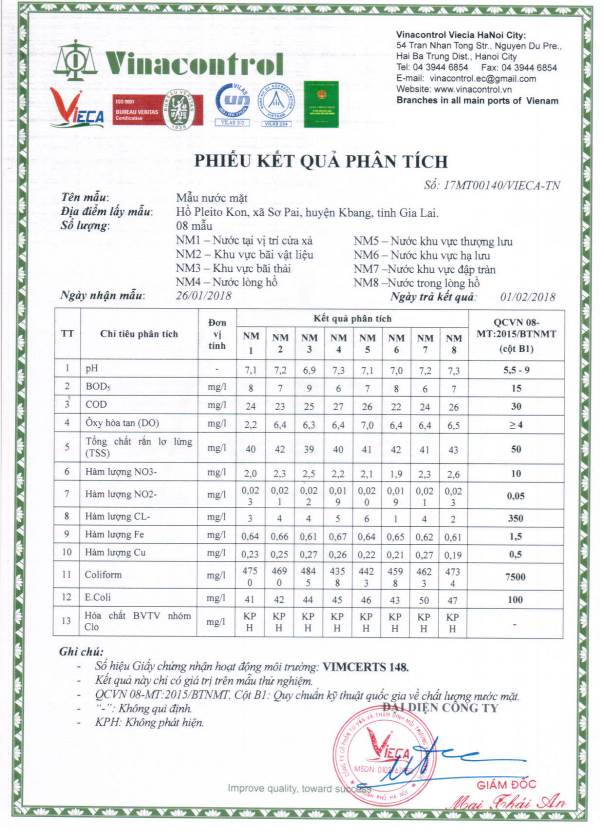 Vinacontrol
Vinacontrol Viecia HaNoi City:
54 Tran Nhan Tong Str., Nguyen Du Pre.,
Hai Ba Trung Dist., Hanoi City
Tel: 04 3944 6854 Fax: 04 3944 6854
E-mail: vinacontrol.ec@gmail.com
Website: www.vinacontrol.vn
Branches in all main ports of Vienam
VIECA
ISO 9001
BUREAU VERITAS
Certification
PHIẾU KẾT QUẢ PHÂN TÍCH
Số: 17MT00140/VIECA-TN
Tên mẫu: Mẫu nước mặt
Địa điểm lấy mẫu: Hồ Pleito Kon, xã Sơ Pai, huyện Kbang, tỉnh Gia Lai.
Số lượng: 08 mẫu
NM1 – Nước tại vị trí cửa xả NM5 – Nước khu vực thượng lưu
NM2 – Khu vực bãi vật liệu NM6 – Nước khu vực hạ lưu
NM3 – Khu vực bãi thải NM7 –Nước khu vực đập tràn
NM4 – Nước lòng hồ NM8 –Nước trong lòng hồ
Ngày nhận mẫu: 26/01/2018 Ngày trả kết quả: 01/02/2018
TT Chỉ tiêu phân tích Đơn vị tính Kết quả phân tích QCVN 08-MT:2015/BTNMT (cột B1)
NM 1 NM 2 NM 3 NM 4 NM 5 NM 6 NM 7 NM 8
1 pH - 7,1 7,2 6,9 7,3 7,1 7,0 7,2 7,3 5,5 - 9
2 BOD5 mg/l 8 7 9 6 7 8 6 7 15
3 COD mg/l 24 23 25 27 26 22 24 26 30
4 Ôxy hòa tan (DO) mg/l 2,2 6,4 6,3 6,4 7,0 6,4 6,4 6,5 ≥ 4
5 Tổng chất rắn lơ lửng (TSS) mg/l 40 42 39 40 41 42 41 43 50
6 Hàm lượng NO3- mg/l 2,0 2,3 2,5 2,2 2,1 1,9 2,3 2,6 10
7 Hàm lượng NO2- mg/l 0,023 0,021 0,022 0,019 0,020 0,019 0,021 0,023 0,05
8 Hàm lượng CL- mg/l 3 4 4 5 6 1 4 2 350
9 Hàm lượng Fe mg/l 0,64 0,66 0,61 0,67 0,64 0,65 0,62 0,61 1,5
10 Hàm lượng Cu mg/l 0,23 0,25 0,27 0,26 0,22 0,21 0,27 0,19 0,5
11 Coliform mg/l 4750 4690 4845 4358 4423 4598 4623 4734 7500
12 E.Coli mg/l 41 42 44 45 46 43 50 47 100
13 Hóa chất BVTV nhóm Clo mg/l KPH KPH KPH KPH KPH KPH KPH KPH -
Ghi chú:
- Số hiệu Giấy chứng nhận hoạt động môi trường: VIMCERTS 148.
- Kết quả này chỉ có giá trị trên mẫu thử nghiệm.
- QCVN 08-MT:2015/BTNMT, Cột B1: Quy chuẩn kỹ thuật quốc gia về chất lượng nước mặt.
- "-": Không qui định.
- KPH: Không phát hiện.
ĐẠI DIỆN CÔNG TY
VIECA
Improve quality, toward success
GIÁM ĐỐC
Mai Thái An